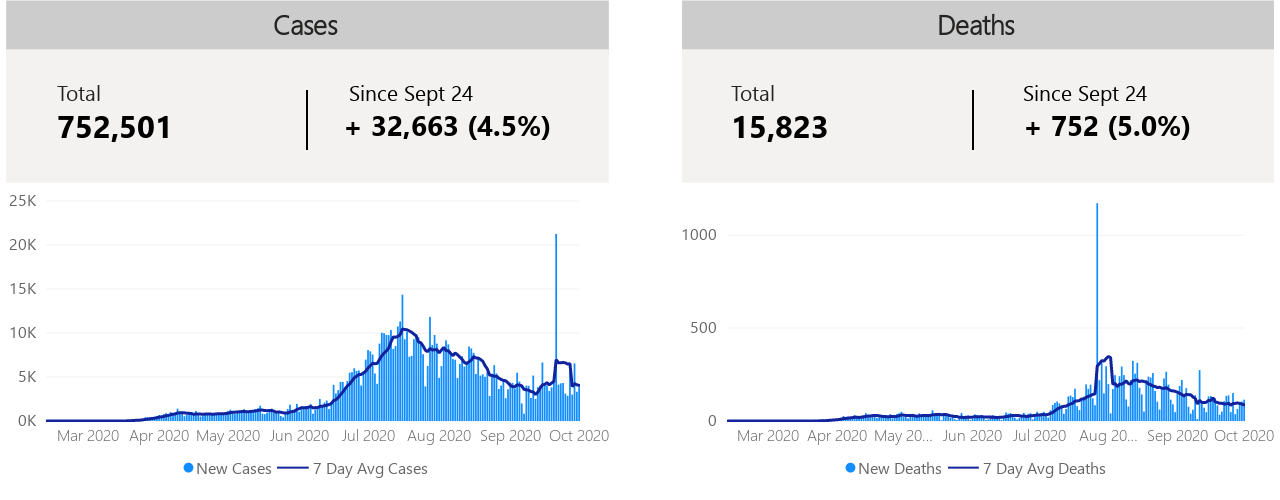 Cases
Total
752,501
Since Sept 24
+ 32,663 (4.5%)
25K
20K
15K
10K
5K
0K
Mar 2020 Apr 2020 May 2020 Jun 2020 Jul 2020 Aug 2020 Sep 2020 Oct 2020
New Cases 7 Day Avg Cases
Deaths
Total
15,823
Since Sept 24
+ 752 (5.0%)
1000
500
0
Mar 2020 Apr 2020 May 20... Jun 2020 Jul 2020 Aug 20... Sep 2020 Oct 2020
New Deaths 7 Day Avg Deaths